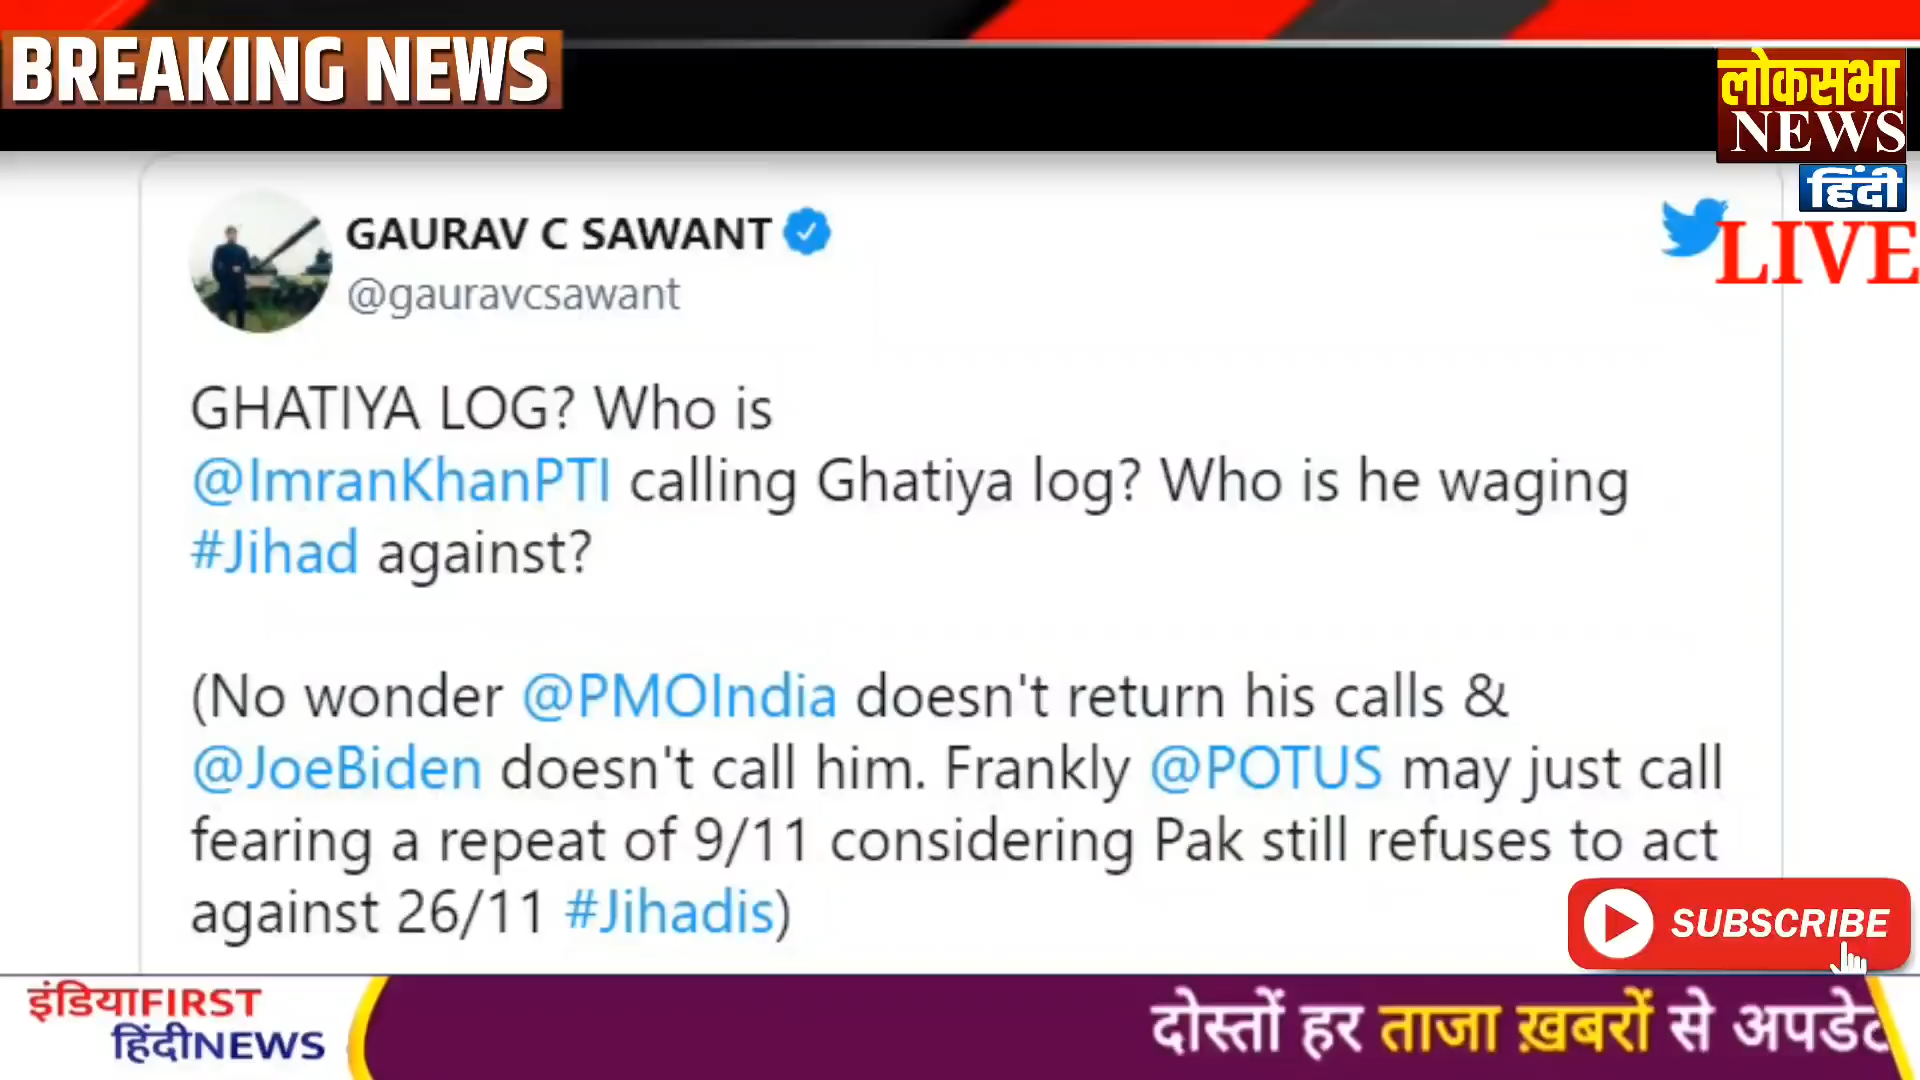 BREAKING NEWS
लोकसभा
NEWS
हिंदी
LIVE
GAURAV C SAWANT
@gauravcsawant
GHATIYA LOG? Who is
@ImranKhanPTI calling Ghatiya log? Who is he waging
#Jihad against?
(No wonder @PMOIndia doesn't return his calls &
@JoeBiden doesn't call him. Frankly @POTUS may just call
fearing a repeat of 9/11 considering Pak still refuses to act
against 26/11 #Jihadis)
SUBSCRIBE
इंडियाFIRST
हिंदीNEWS
दोस्तों हर ताजा ख़बरों से